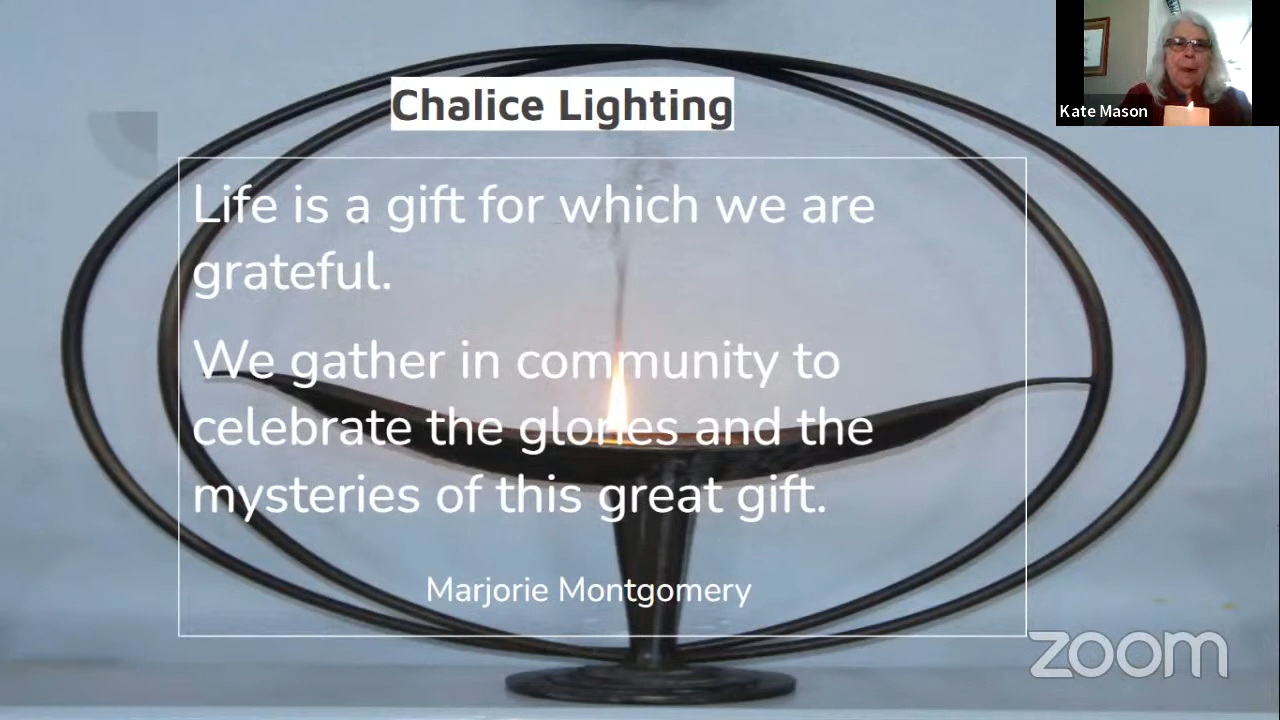 Chalice Lighting
Kate Mason
Life is a gift for which we are
grateful.
We gather in community to
celebrate the glories and the
mysteries of this great gift.
Marjorie Montgomery
zoom